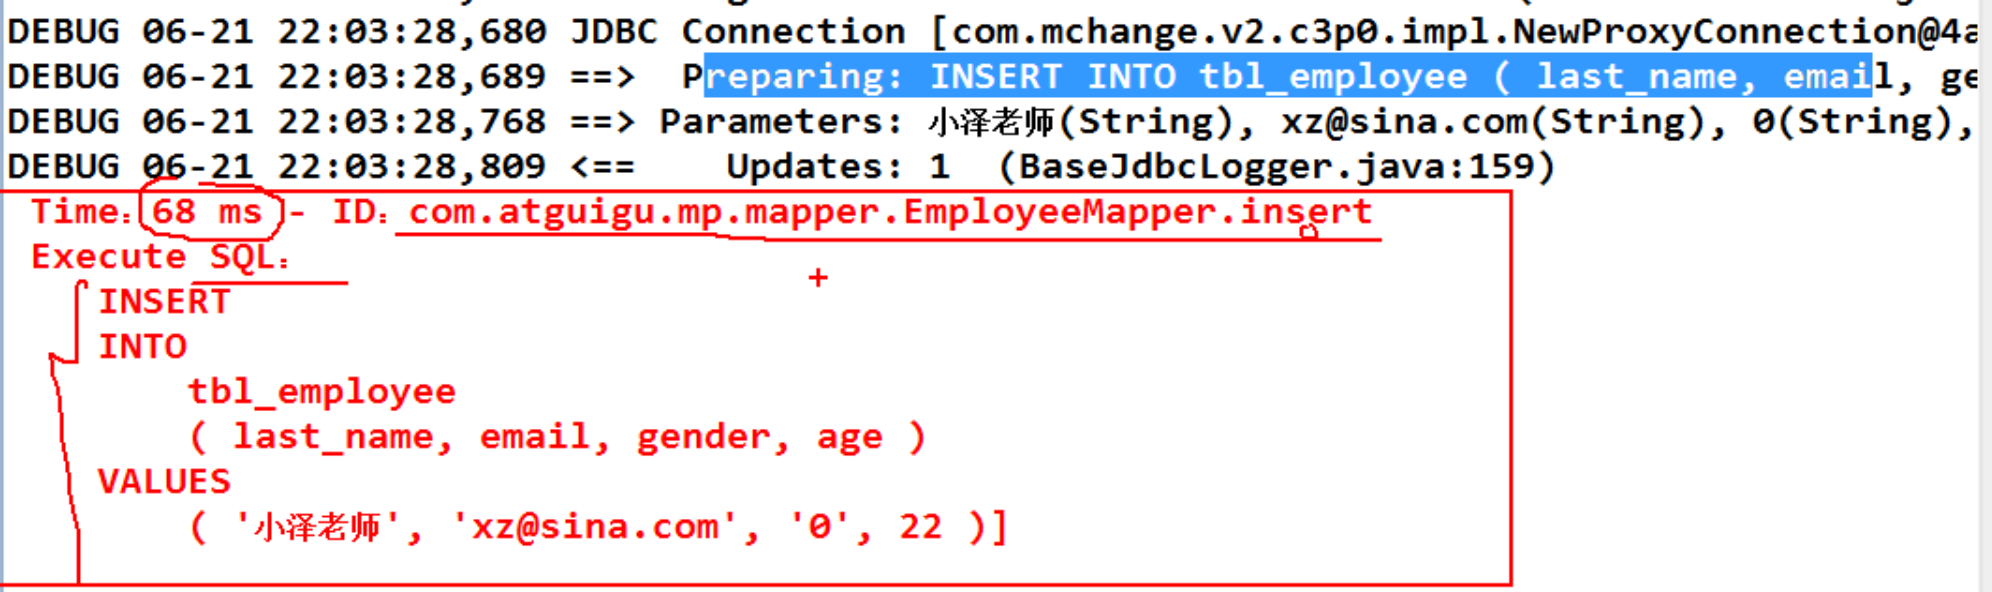 DEBUG 06-21 22:03:28,680 JDBC Connection [com.mchange.v2.c3p0.impl.NewProxyConnection@4a
DEBUG 06-21 22:03:28,689 ==>  Preparing: INSERT INTO tbl_employee ( last_name, email, ge
DEBUG 06-21 22:03:28,768 ==> Parameters: 小泽老师(String), xz@sina.com(String), 0(String),
DEBUG 06-21 22:03:28,809 <==    Updates: 1  (BaseJdbcLogger.java:159)
Time：68 ms - ID：com.atguigu.mp.mapper.EmployeeMapper.insert
Execute SQL：
INSERT
INTO
tbl_employee
( last_name, email, gender, age )
VALUES
( '小泽老师', 'xz@sina.com', '0', 22 )]